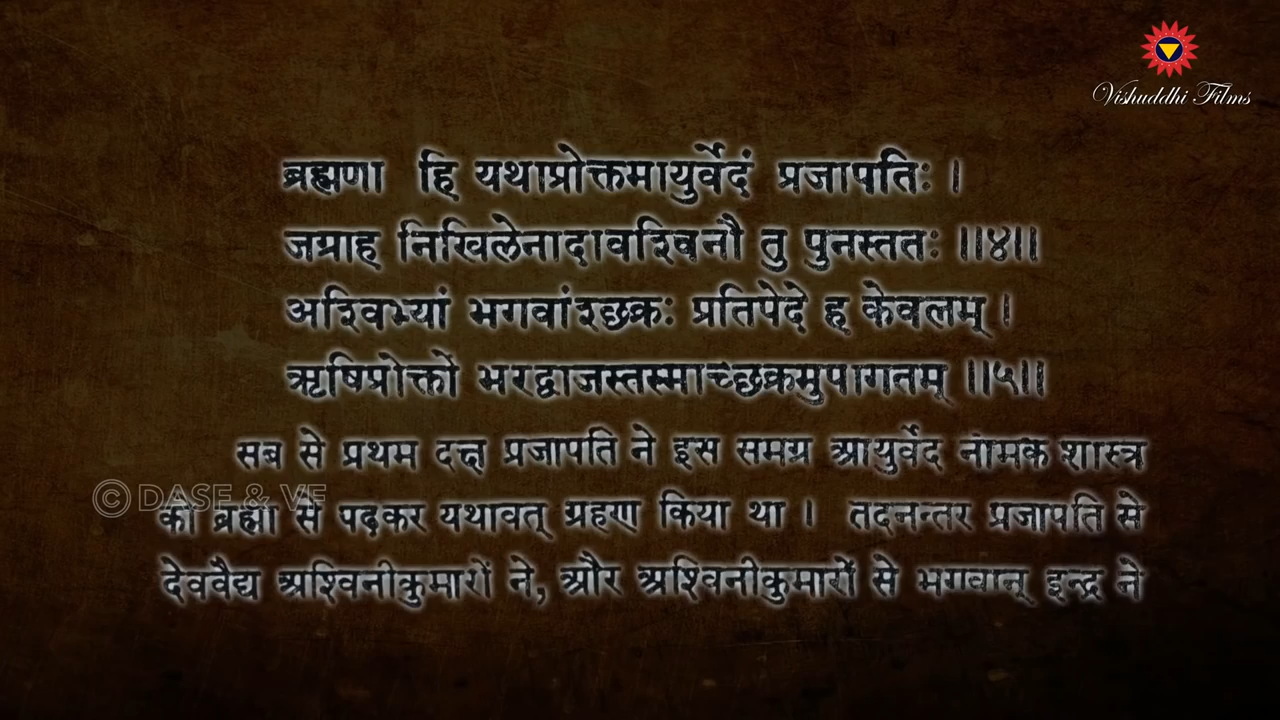 Vishuddhi Films
ब्रह्मणा हि यथाप्रोक्तमायुर्वेदं प्रजापतिः ।
जग्राह निखिलेनादावश्विनौ तु पुनस्ततः ॥४॥
अश्विभ्यां भगवांश्छक्रः प्रतिपेदे ह केवलम् ।
ऋषिप्रोक्तो भरद्वाजस्तस्माच्छक्रमुपागतम् ॥५॥
सब से प्रथम दक्ष प्रजापति ने इस समग्र आयुर्वेद नामक शास्त्र
© DASF & VF
को ब्रह्मा से पढ़कर यथावत् ग्रहण किया था । तदनन्तर प्रजापति से
देववैद्य अश्विनीकुमारों ने, और अश्विनीकुमारों से भगवान् इन्द्र ने